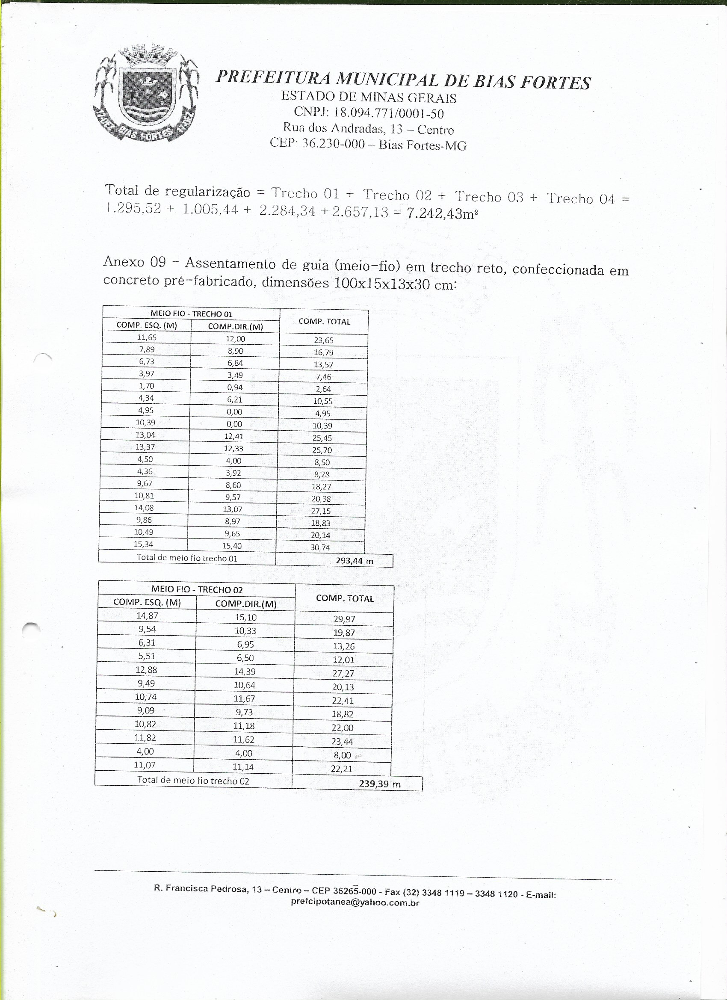 17-DEZ BIAS FORTES 17-DEZ
PREFEITURA MUNICIPAL DE BIAS FORTES
ESTADO DE MINAS GERAIS
CNPJ: 18.094.771/0001-50
Rua dos Andradas, 13 – Centro
CEP: 36.230-000 – Bias Fortes-MG
Total de regularização = Trecho 01 + Trecho 02 + Trecho 03 + Trecho 04 =
1.295,52 + 1.005,44 + 2.284,34 + 2.657,13 = 7.242,43m²
Anexo 09 - Assentamento de guia (meio-fio) em trecho reto, confeccionada em
concreto pré-fabricado, dimensões 100x15x13x30 cm:
MEIO FIO - TRECHO 01 COMP. TOTAL
COMP. ESQ. (M) COMP.DIR.(M)
11,65 12,00 23,65
7,89 8,90 16,79
6,73 6,84 13,57
3,97 3,49 7,46
1,70 0,94 2,64
4,34 6,21 10,55
4,95 0,00 4,95
10,39 0,00 10,39
13,04 12,41 25,45
13,37 12,33 25,70
4,50 4,00 8,50
4,36 3,92 8,28
9,67 8,60 18,27
10,81 9,57 20,38
14,08 13,07 27,15
9,86 8,97 18,83
10,49 9,65 20,14
15,34 15,40 30,74
Total de meio fio trecho 01 293,44 m
MEIO FIO - TRECHO 02 COMP. TOTAL
COMP. ESQ. (M) COMP.DIR.(M)
14,87 15,10 29,97
9,54 10,33 19,87
6,31 6,95 13,26
5,51 6,50 12,01
12,88 14,39 27,27
9,49 10,64 20,13
10,74 11,67 22,41
9,09 9,73 18,82
10,82 11,18 22,00
11,82 11,62 23,44
4,00 4,00 8,00
11,07 11,14 22,21
Total de meio fio trecho 02 239,39 m
R. Francisca Pedrosa, 13 – Centro – CEP 36265-000 - Fax (32) 3348 1119 – 3348 1120 - E-mail:
prefcipotanea@yahoo.com.br